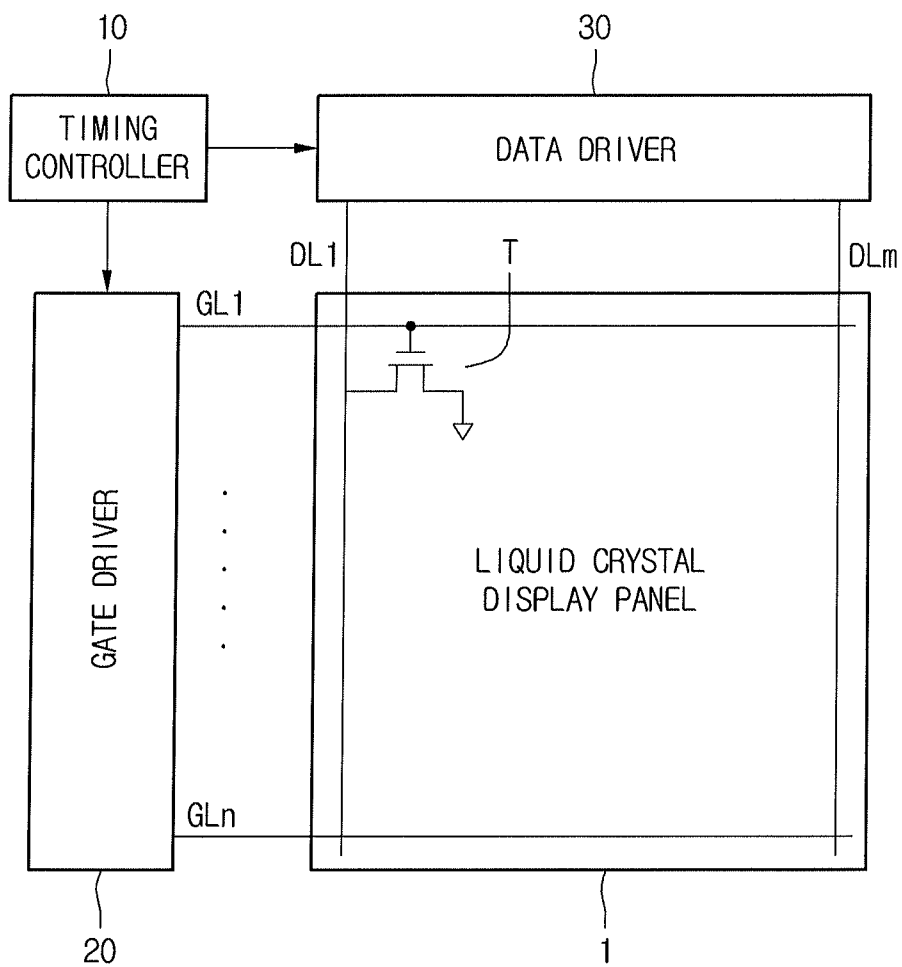 10
30
TIMING
CONTROLLER
DATA DRIVER
DL1
T
DLm
GL1
GATE DRIVER
LIQUID CRYSTAL
DISPLAY PANEL
GLn
20
1